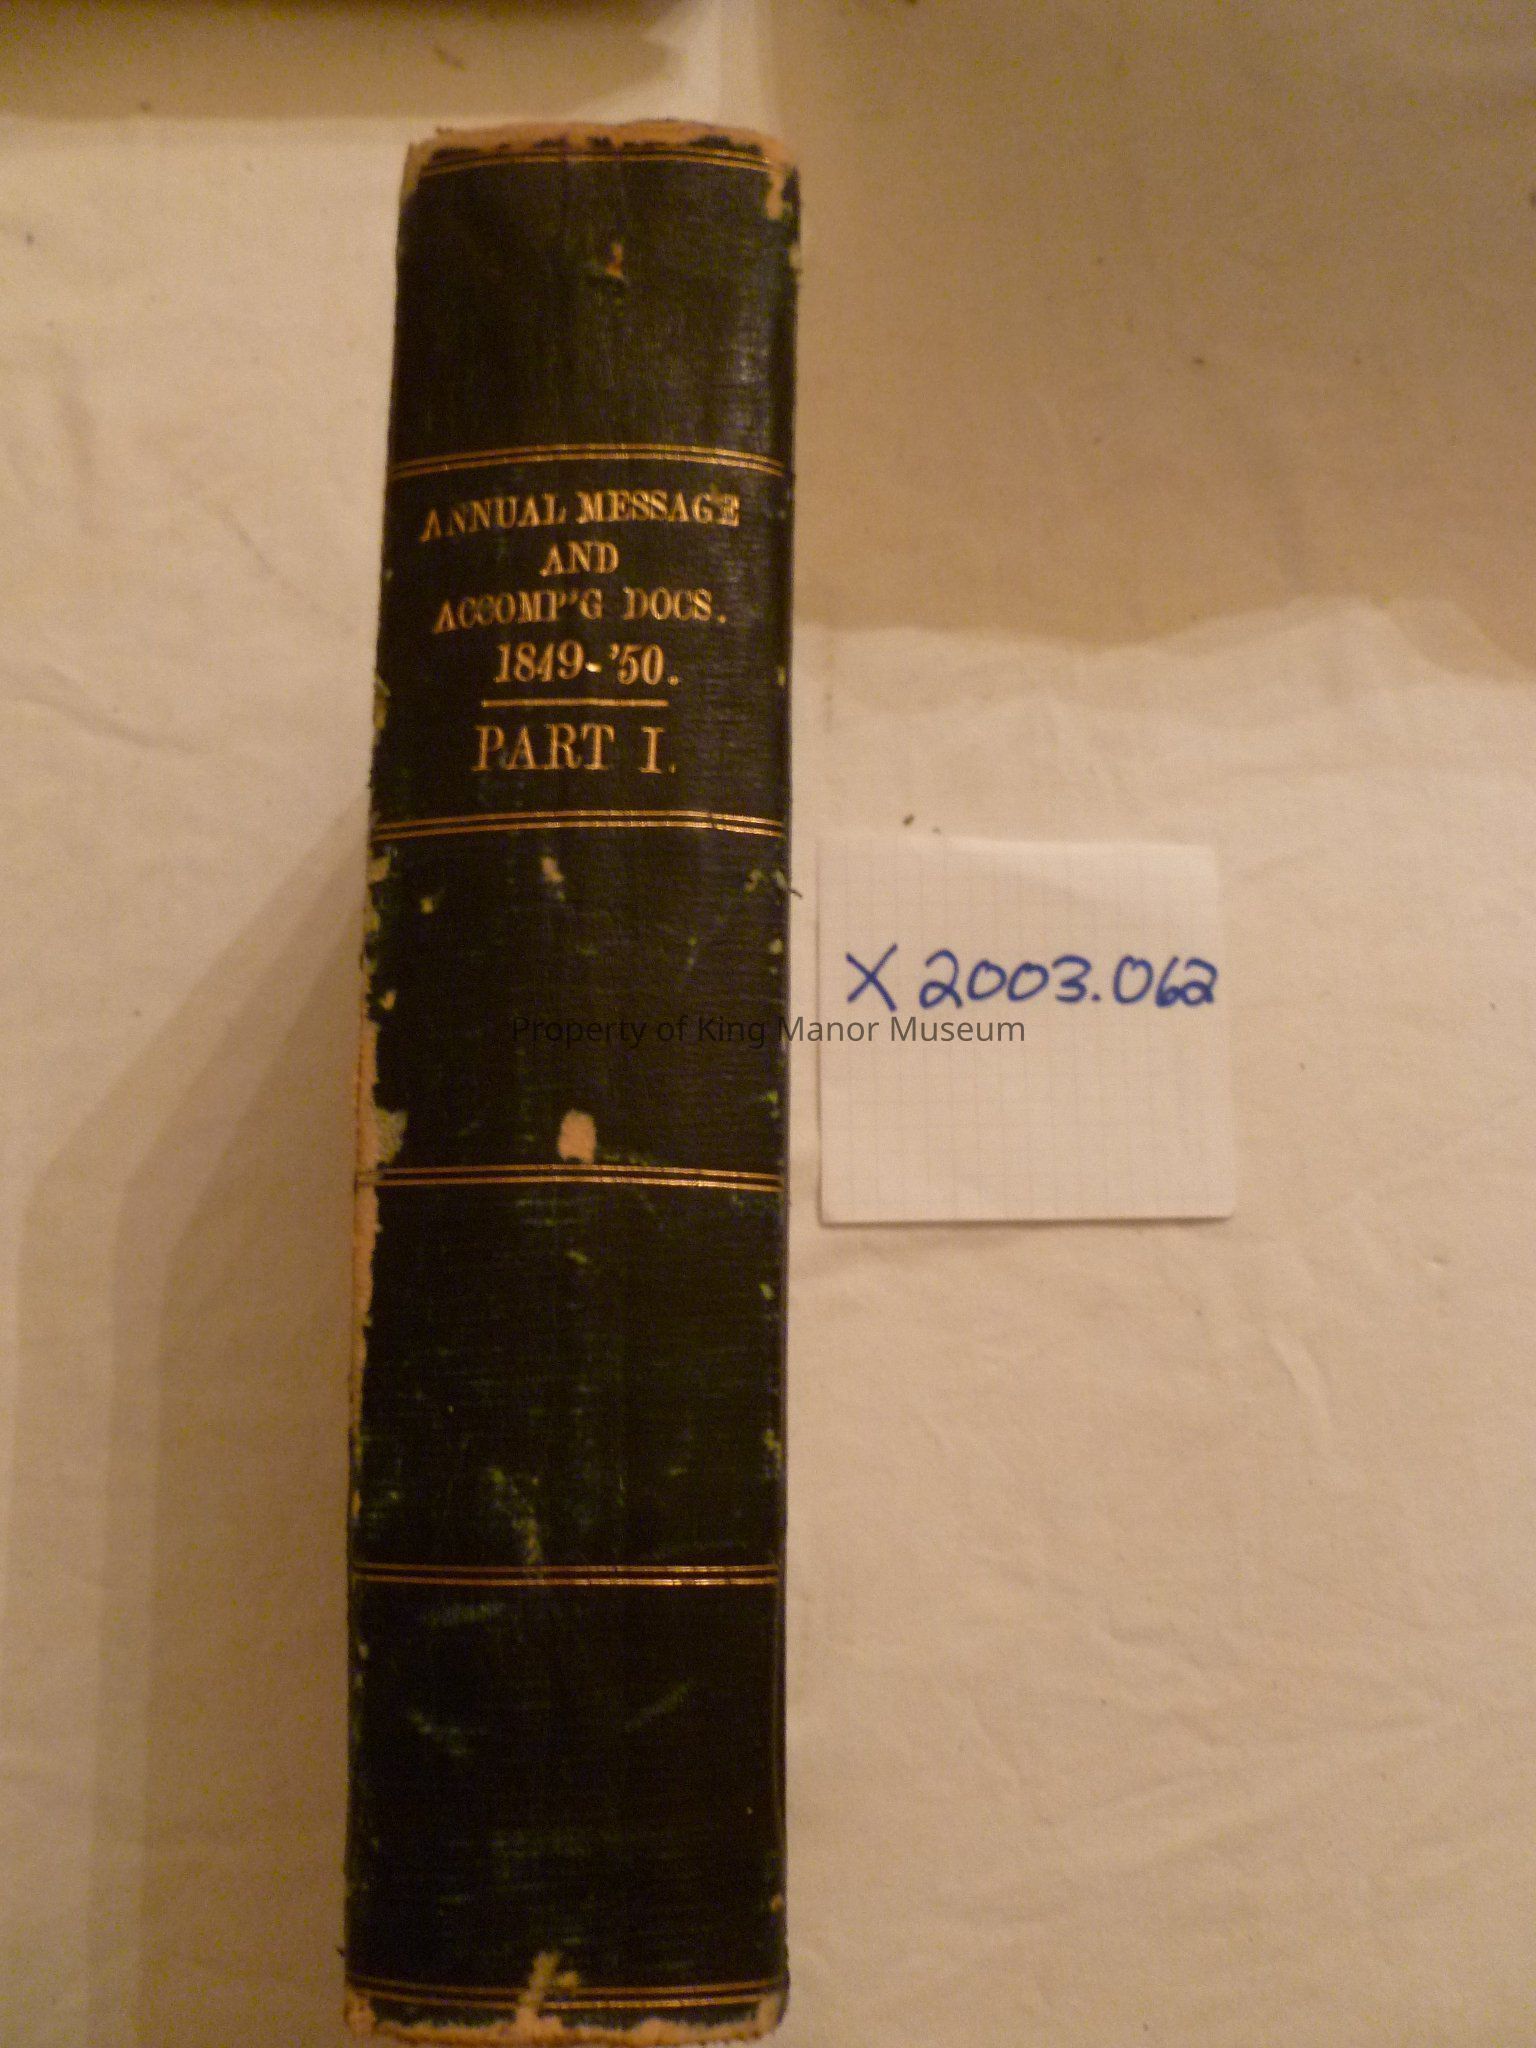 ANNUAL MESSAGE
AND
ACCOMP'G DOCS.
1849-'50.
PART I.
X 2003.062
Property of King Manor Museum